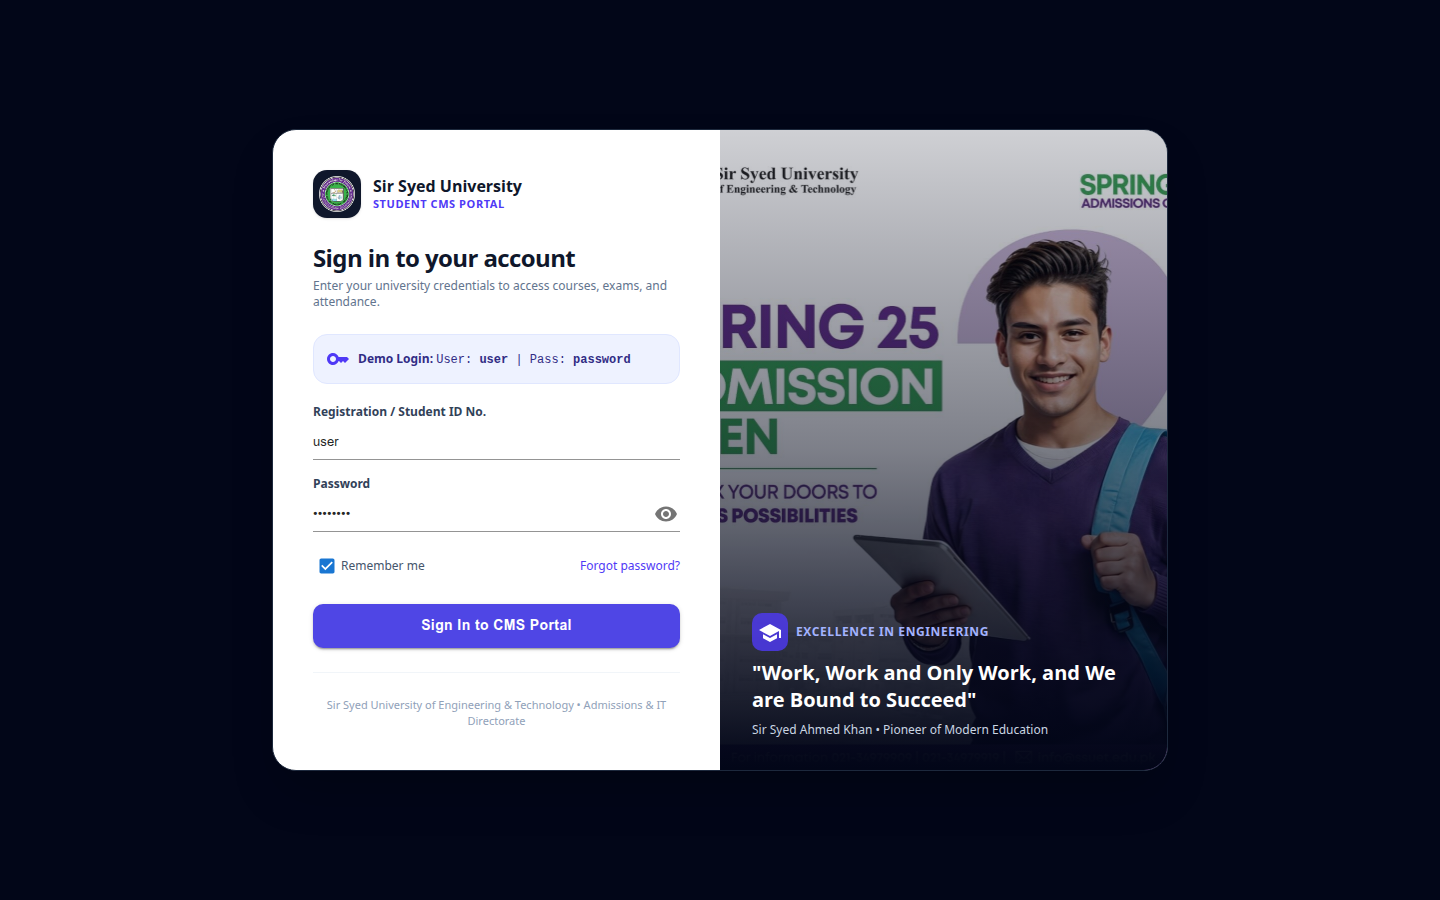 Sir Syed University
STUDENT CMS PORTAL
Sign in to your account
Enter your university credentials to access courses, exams, and
attendance.
Demo Login: User: user | Pass: password
Registration / Student ID No.
user
Password
••••••••
Remember me
Forgot password?
Sign In to CMS Portal
Sir Syed University of Engineering & Technology • Admissions & IT
Directorate
Sir Syed University
f Engineering & Technology
SPRING
ADMISSIONS
RING 25
DMISSION
EN
K YOUR DOORS TO
S POSSIBILITIES
EXCELLENCE IN ENGINEERING
"Work, Work and Only Work, and We
are Bound to Succeed"
Sir Syed Ahmed Khan • Pioneer of Modern Education